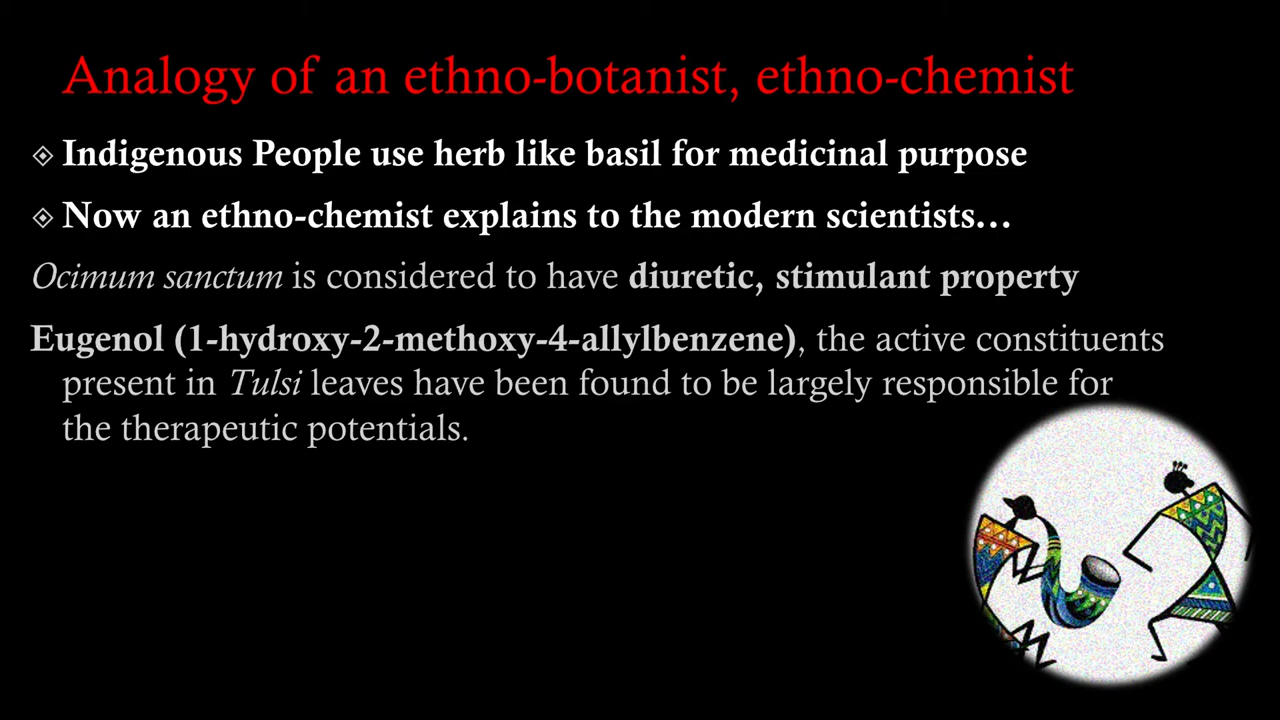 Analogy of an ethno-botanist, ethno-chemist
Indigenous People use herb like basil for medicinal purpose
Now an ethno-chemist explains to the modern scientists…
Ocimum sanctum is considered to have diuretic, stimulant property
Eugenol (1-hydroxy-2-methoxy-4-allylbenzene), the active constituents
present in Tulsi leaves have been found to be largely responsible for
the therapeutic potentials.